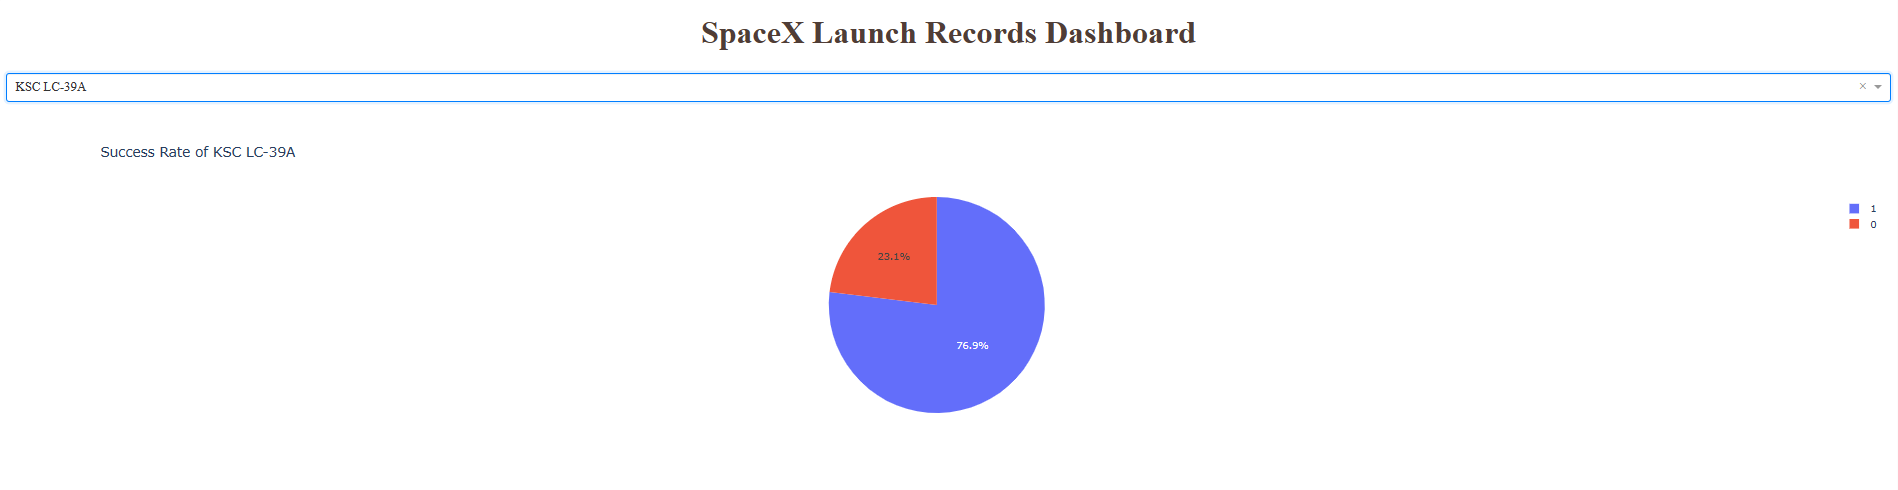 SpaceX Launch Records Dashboard
KSC LC-39A
Success Rate of KSC LC-39A
1
0
23.1%
76.9%